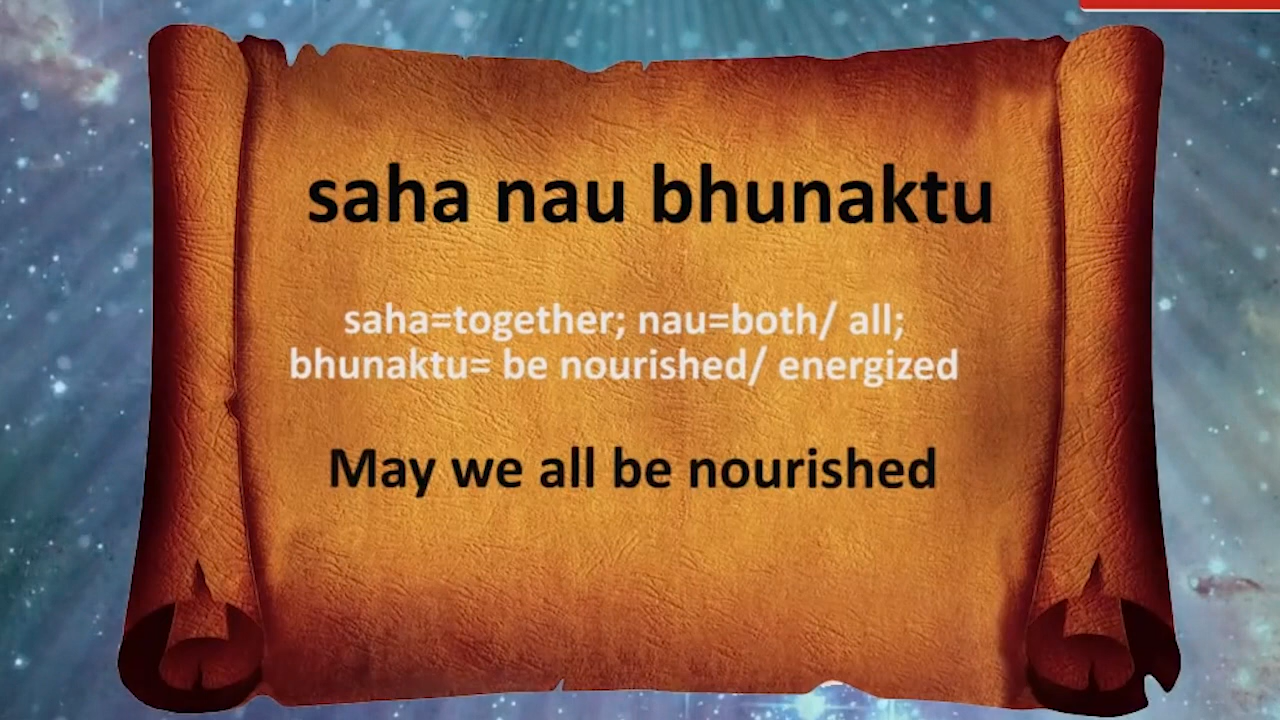 saha nau bhunaktu
saha=together; nau=both/ all;
bhunaktu= be nourished/ energized
May we all be nourished